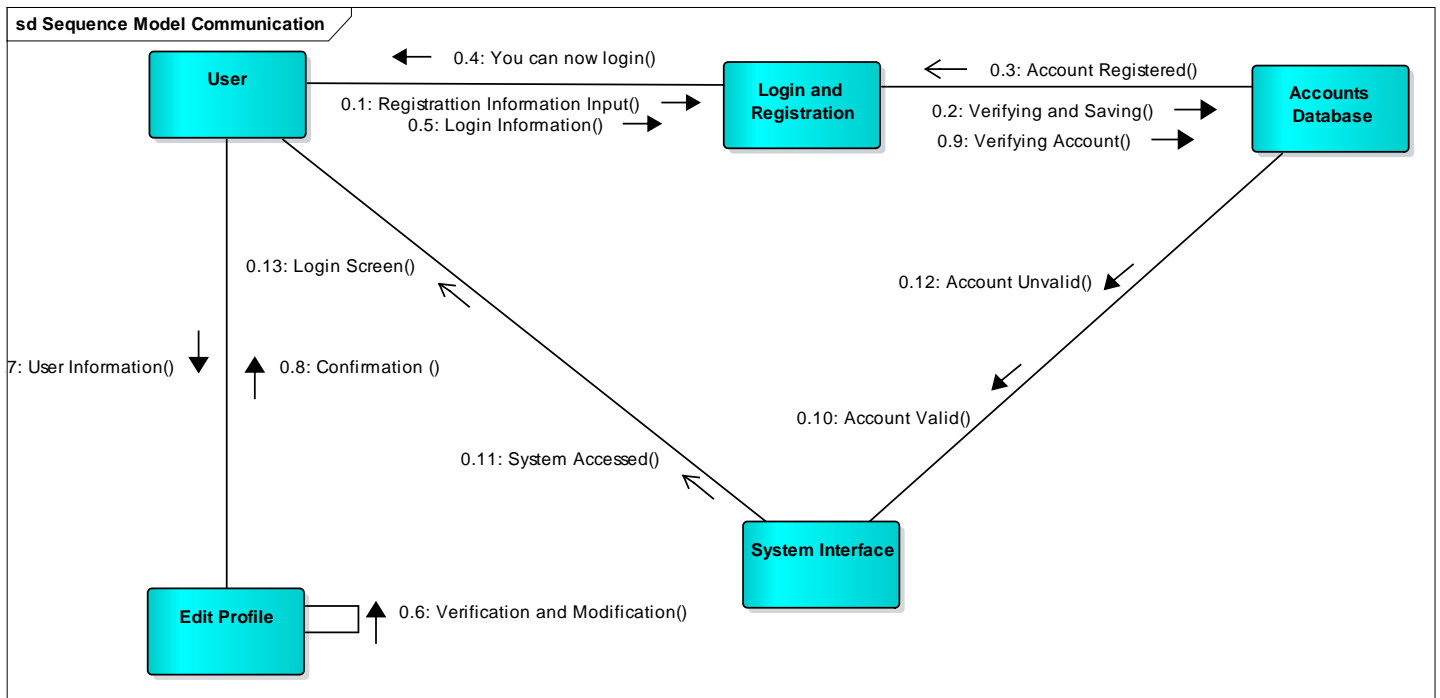 sd Sequence Model Communication
User
0.4: You can now login()
0.1: Registrattion Information Input()
0.5: Login Information()
Login and
Registration
0.3: Account Registered()
0.2: Verifying and Saving()
0.9: Verifying Account()
Accounts
Database
0.13: Login Screen()
0.12: Account Unvalid()
7: User Information()
0.8: Confirmation ()
0.10: Account Valid()
0.11: System Accessed()
System Interface
Edit Profile
0.6: Verification and Modification()